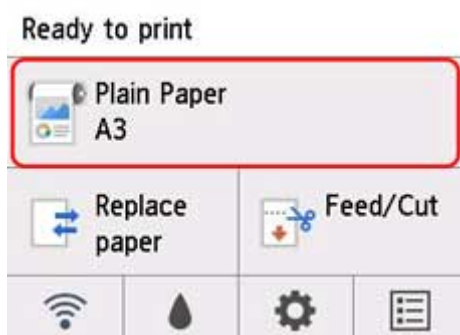 Ready to print
Plain Paper
A3
Replace
paper
Feed/Cut